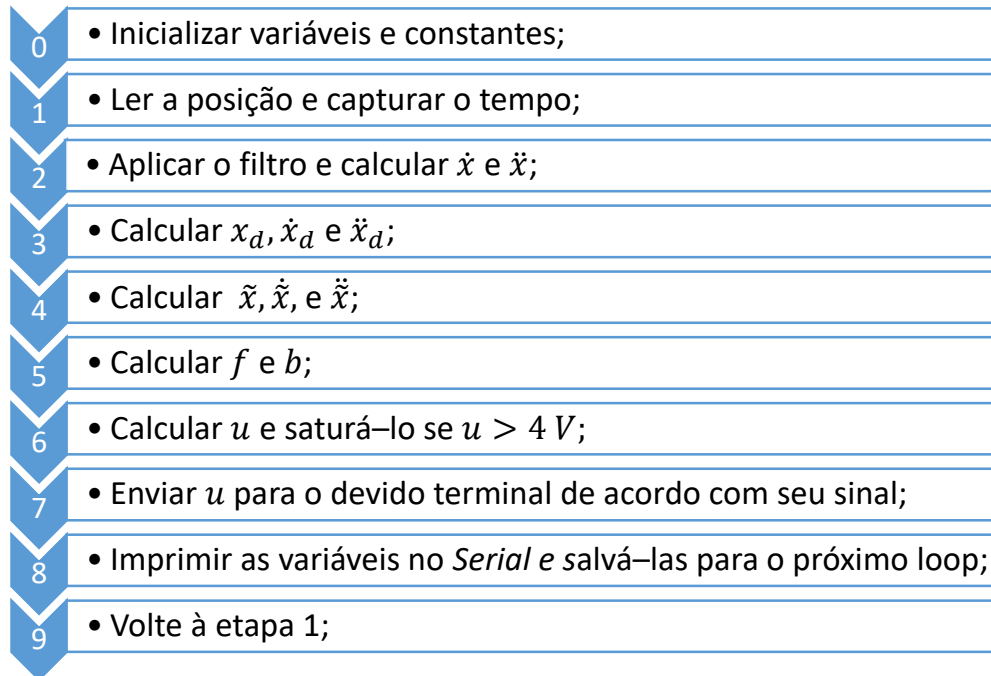 0 • Inicializar variáveis e constantes;
1 • Ler a posição e capturar o tempo;
2 • Aplicar o filtro e calcular ẋ e ẍ;
3 • Calcular x_d, ẋ_d e ẍ_d;
4 • Calcular x̃, x̃̇, e x̃̈;
5 • Calcular f e b;
6 • Calcular u e saturá–lo se u > 4 V;
7 • Enviar u para o devido terminal de acordo com seu sinal;
8 • Imprimir as variáveis no Serial e salvá–las para o próximo loop;
9 • Volte à etapa 1;